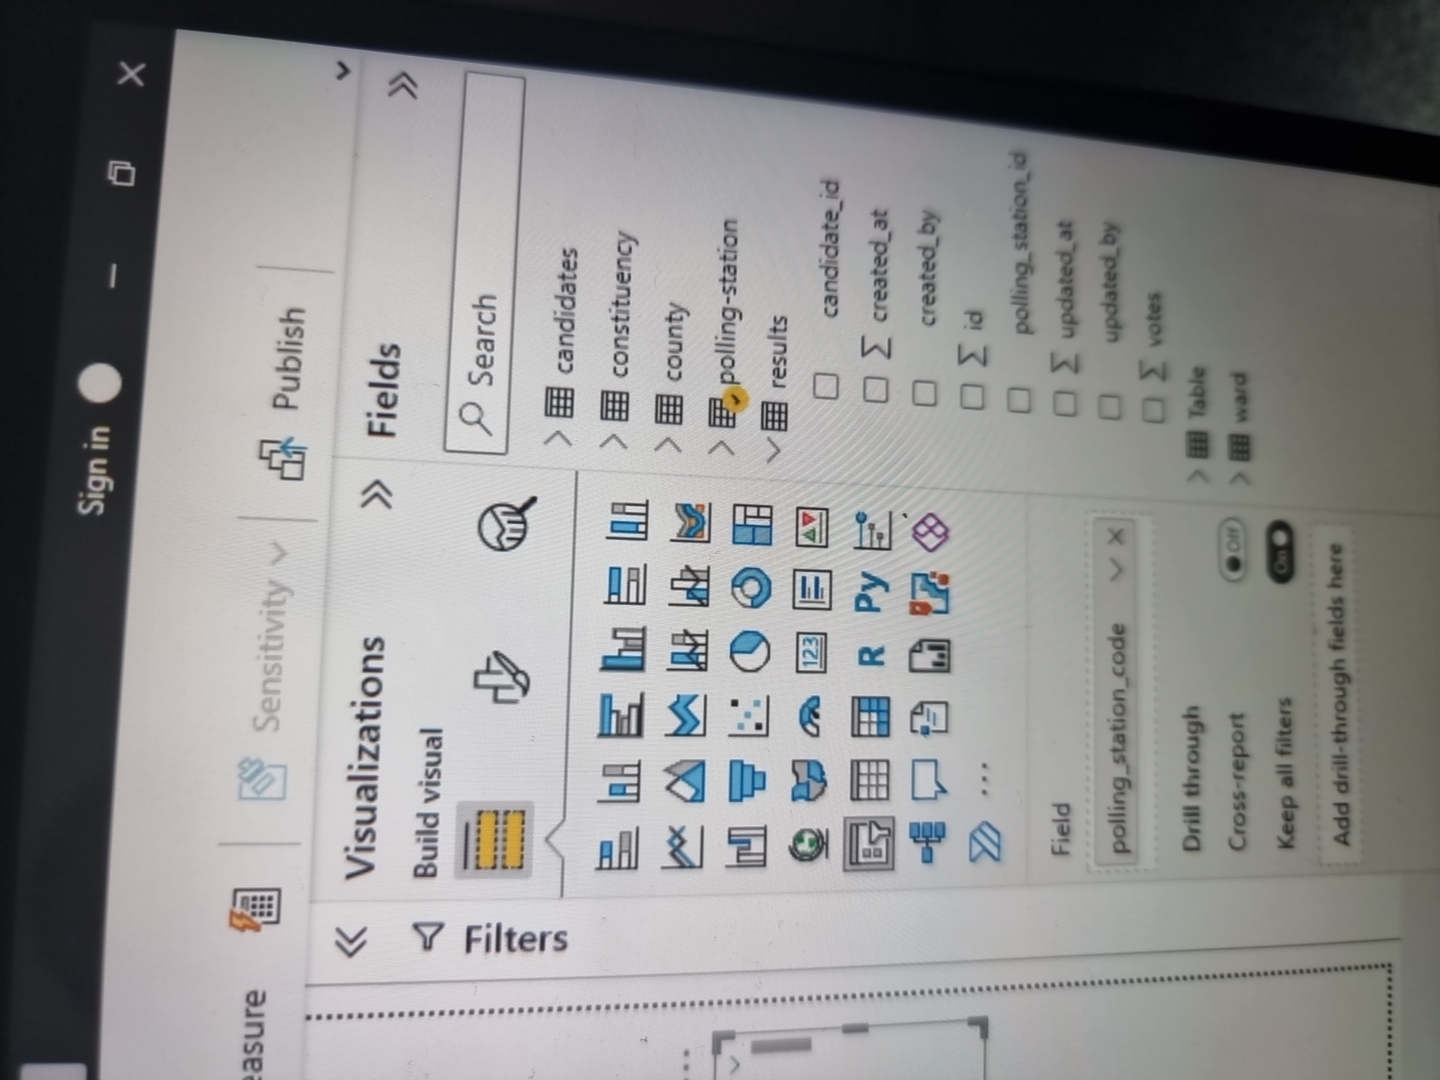 Sign in
easure
Sensitivity
Publish
Filters
Visualizations
Build visual
123
R
Py
Field
polling_station_code
Drill through
Cross-report
Off
Keep all filters
On
Add drill-through fields here
Fields
Search
candidates
constituency
county
polling-station
results
candidate_id
Σ created_at
created_by
Σ id
polling_station_id
Σ updated_at
updated_by
Σ votes
Table
ward